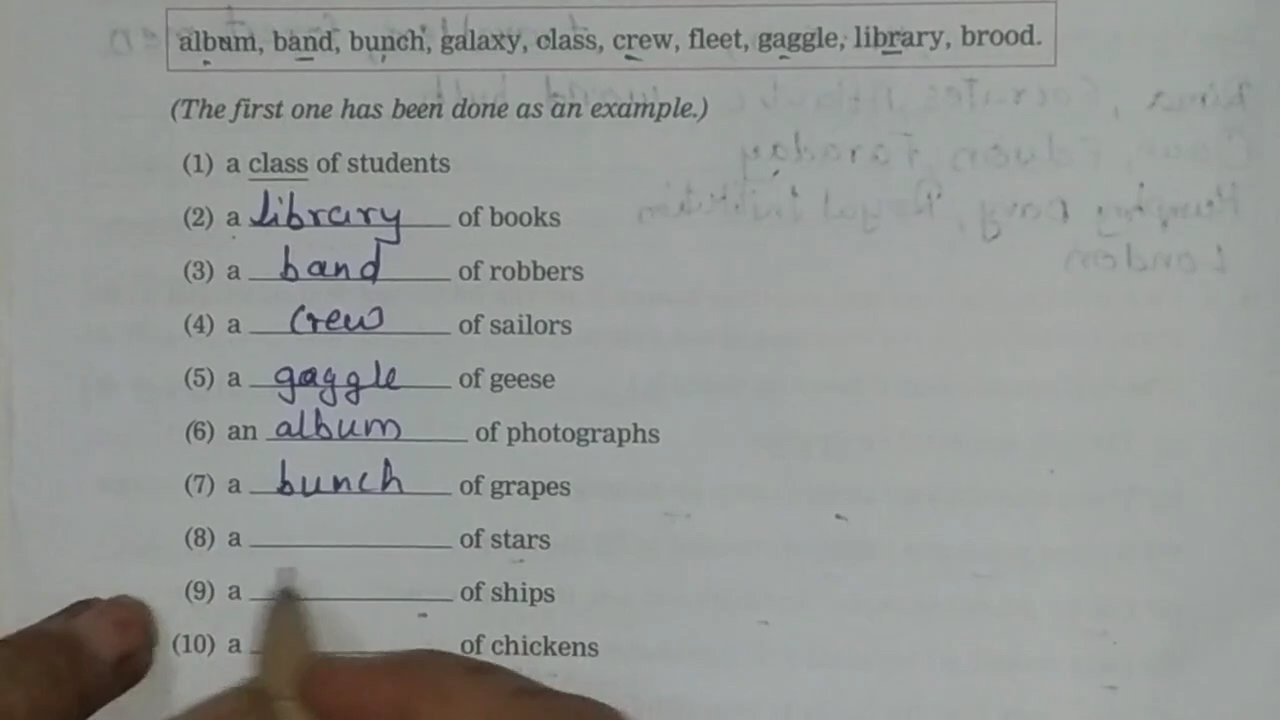 album, band, bunch, galaxy, class, crew, fleet, gaggle, library, brood.
(The first one has been done as an example.)
(1) a class of students
(2) a library of books
(3) a band of robbers
(4) a crew of sailors
(5) a gaggle of geese
(6) an album of photographs
(7) a bunch of grapes
(8) a __________ of stars
(9) a __________ of ships
(10) a __________ of chickens